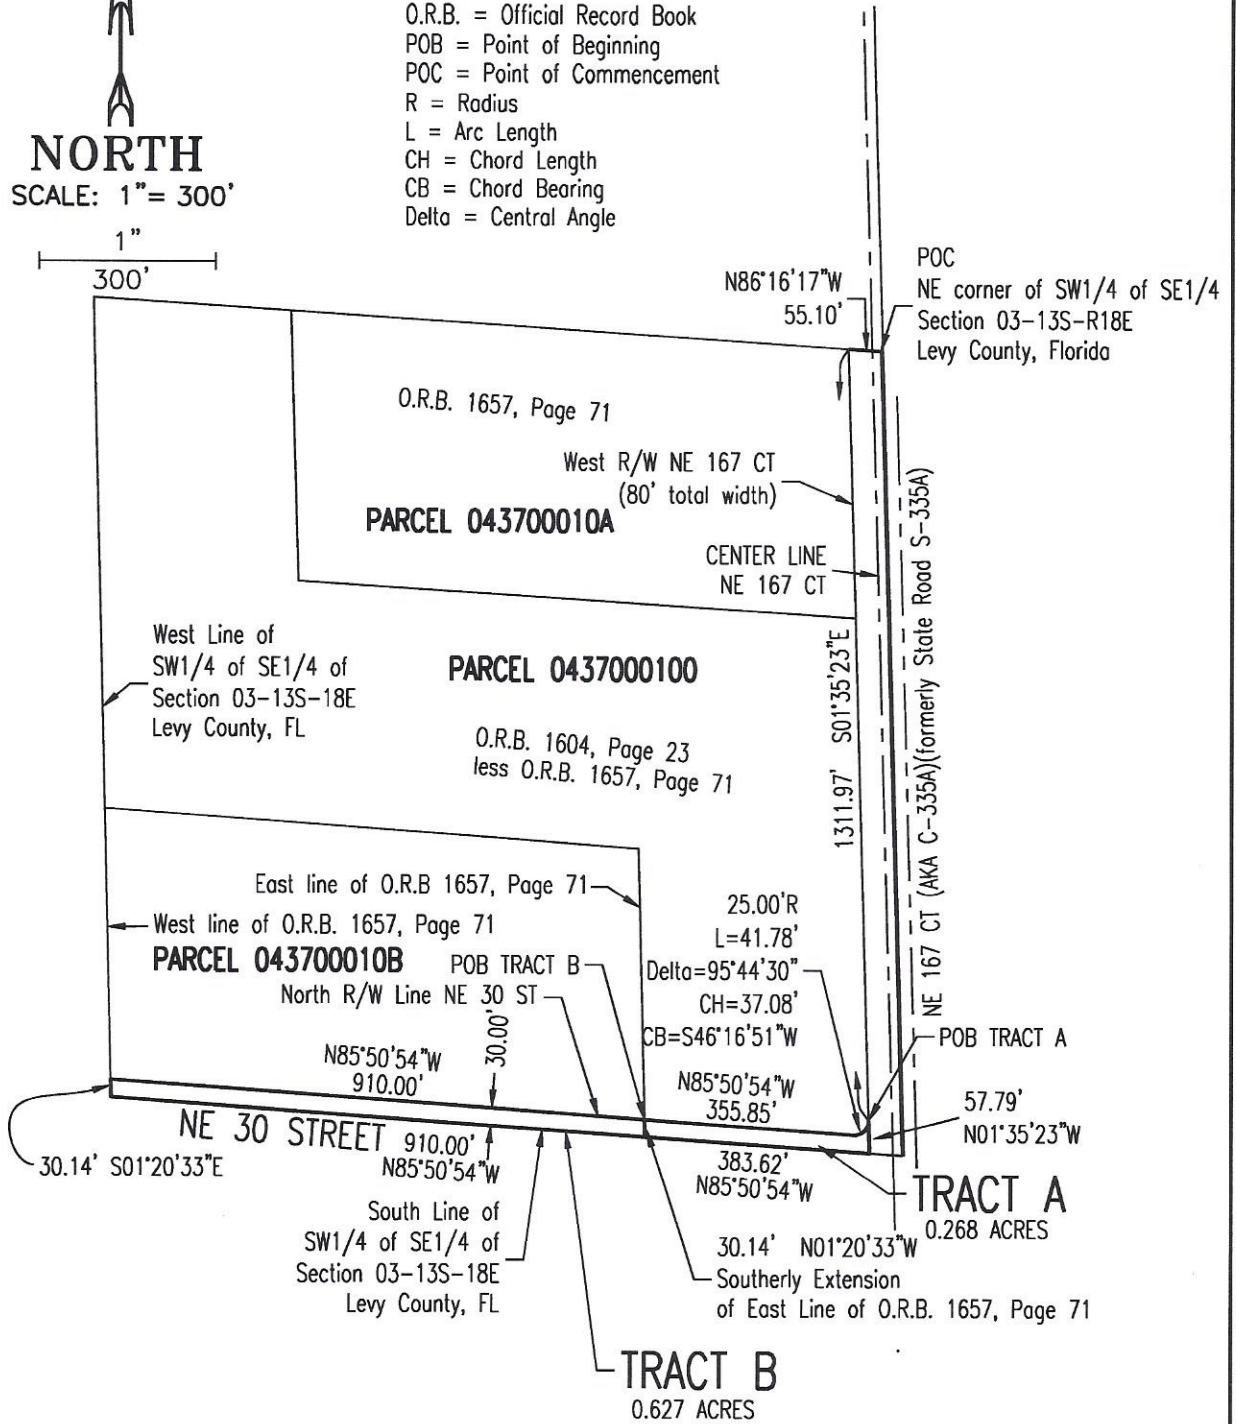 O.R.B. = Official Record Book
POB = Point of Beginning
POC = Point of Commencement
R = Radius
L = Arc Length
CH = Chord Length
CB = Chord Bearing
Delta = Central Angle
NORTH
SCALE: 1"= 300'
1"
300'
N86°16'17"W
55.10'
POC
NE corner of SW1/4 of SE1/4
Section 03-13S-R18E
Levy County, Florida
O.R.B. 1657, Page 71
West R/W NE 167 CT
(80' total width)
PARCEL 043700010A
CENTER LINE
NE 167 CT
West Line of
SW1/4 of SE1/4 of
Section 03-13S-18E
Levy County, FL
PARCEL 0437000100
O.R.B. 1604, Page 23
less O.R.B. 1657, Page 71
1311.97' S01°35'23"E
NE 167 CT (AKA C-335A)(formerly State Road S-335A)
East line of O.R.B 1657, Page 71
West line of O.R.B. 1657, Page 71
PARCEL 043700010B
POB TRACT B
North R/W Line NE 30 ST
25.00'R
L=41.78'
Delta=95°44'30"
CH=37.08'
CB=S46°16'51"W
POB TRACT A
N85°50'54"W
910.00'
30.00'
N85°50'54"W
355.85'
57.79'
N01°35'23"W
NE 30 STREET
910.00'
N85°50'54"W
30.14' S01°20'33"E
383.62'
N85°50'54"W
TRACT A
0.268 ACRES
South Line of
SW1/4 of SE1/4 of
Section 03-13S-18E
Levy County, FL
30.14' N01°20'33"W
Southerly Extension
of East Line of O.R.B. 1657, Page 71
TRACT B
0.627 ACRES